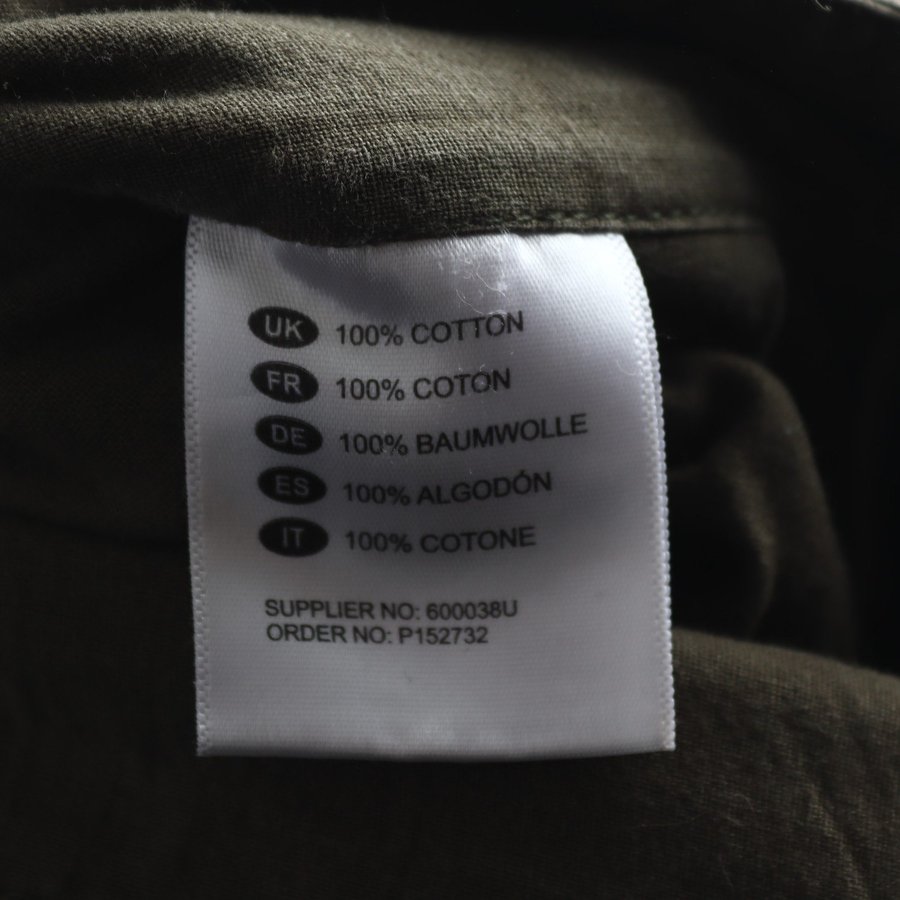 UK 100% COTTON
FR 100% COTON
DE 100% BAUMWOLLE
ES 100% ALGODÓN
IT 100% COTONE
SUPPLIER NO: 600038U
ORDER NO: P152732